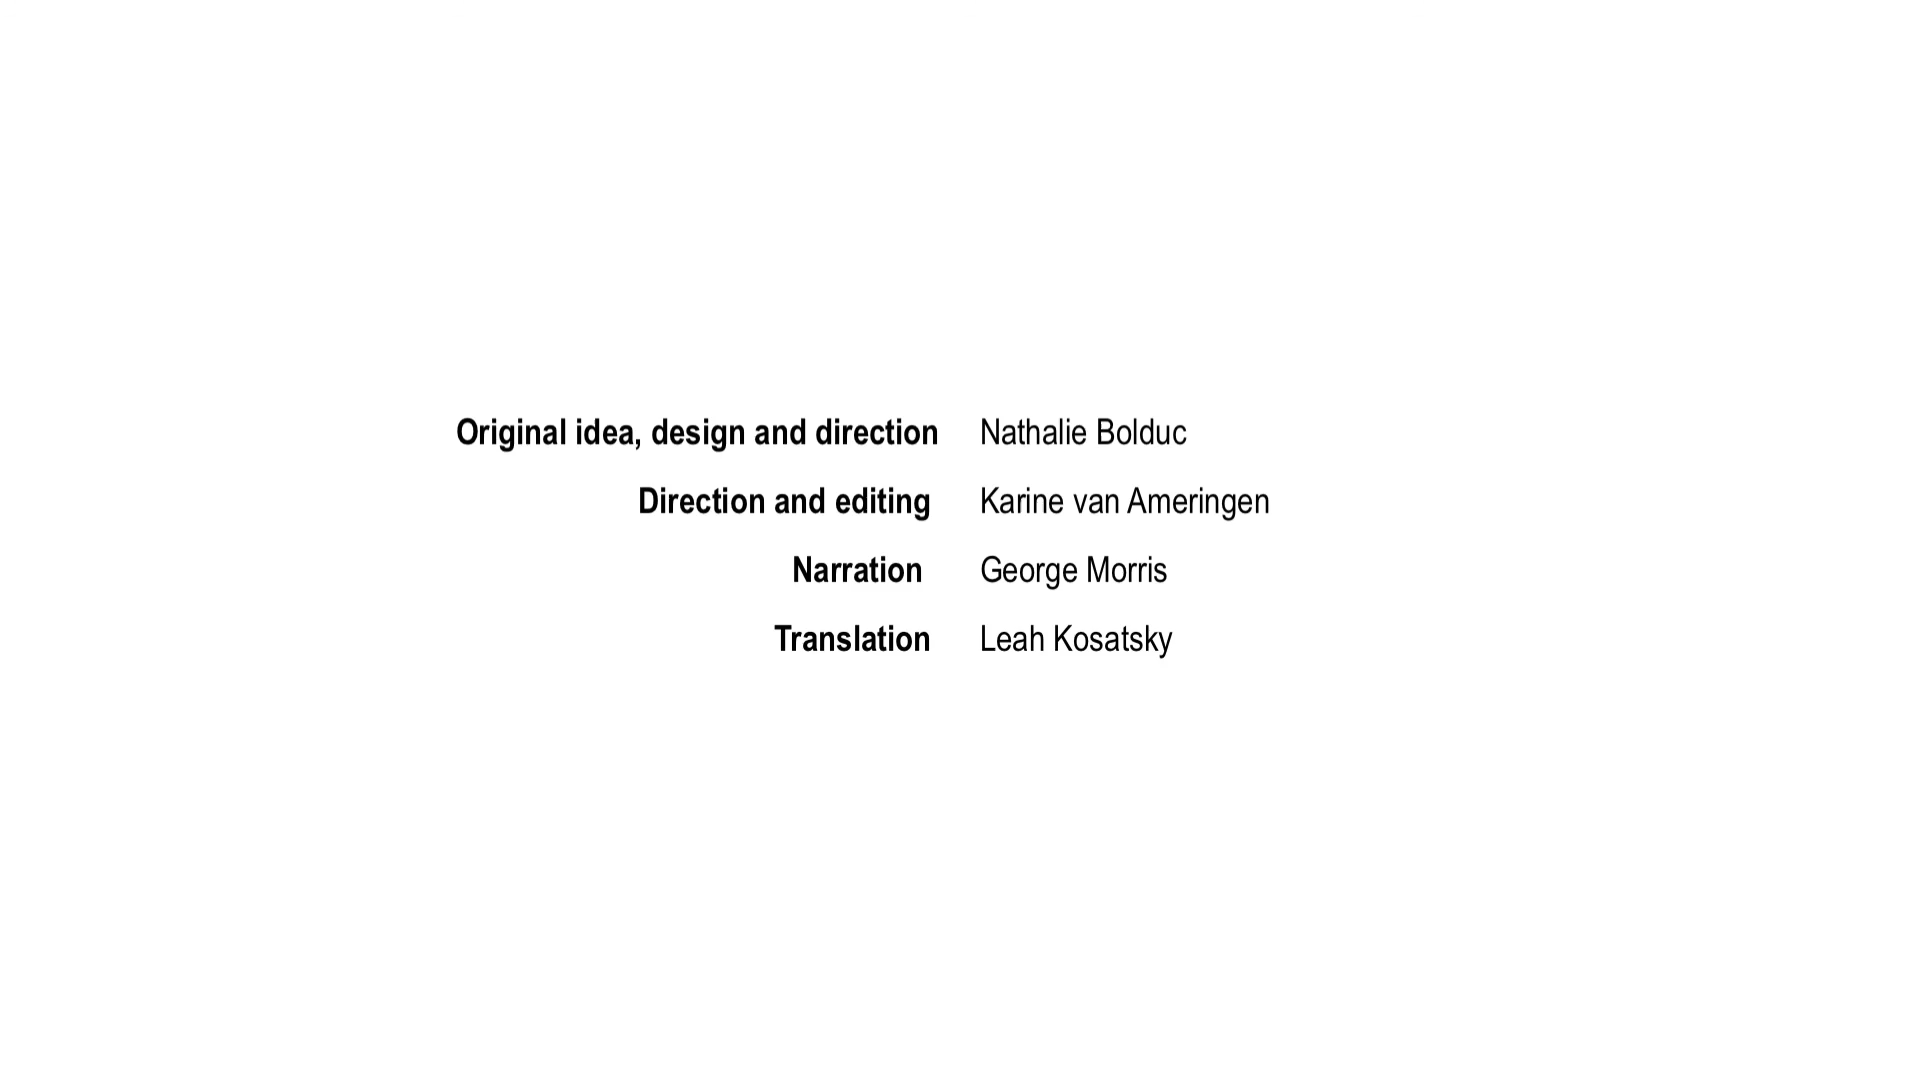 Original idea, design and direction Nathalie Bolduc
Direction and editing Karine van Ameringen
Narration George Morris
Translation Leah Kosatsky